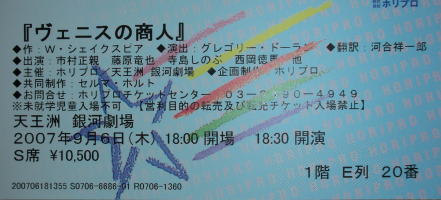 ホリプロ
『ヴェニスの商人』
◆作：W・シェイクスピア ◆演出：グレゴリー・ドーラン ◆翻訳：河合祥一郎
◆出演：市村正親 藤原竜也 寺島しのぶ 西岡徳馬 他
◆主催：ホリプロ／天王洲 銀河劇場 ◆企画制作：ホリプロ
◆共同制作：セルマ・ホルト
◆お問合せ：ホリプロチケットセンター 03-3490-4949
※未就学児童入場不可 【営利目的の転売及び転売チケット入場禁止】
天王洲 銀河劇場
2007年9月6日(木) 18:00 開場 18:30 開演
S席 ¥10,500
1階 E列 20番
200706181355 S0706-6686-01 R0706-1360
HORIPRO